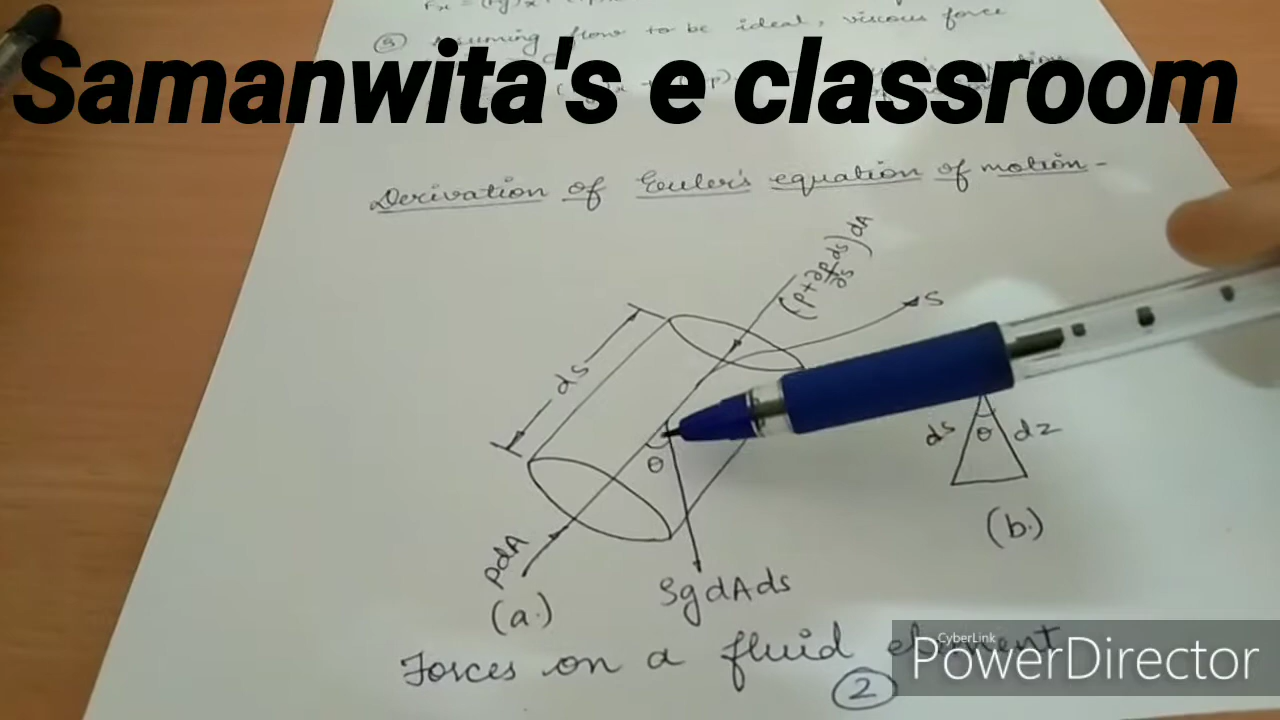 Samanwita's e classroom
⑤ Assuming flow to be ideal, viscous force
Derivation of Euler's equation of motion -
(p+∂p/∂s ds)dA
S
ds
θ
ds θ dz
(b.)
pdA
ρgdAds
(a.)
Forces on a fluid element
②
CyberLink
PowerDirector